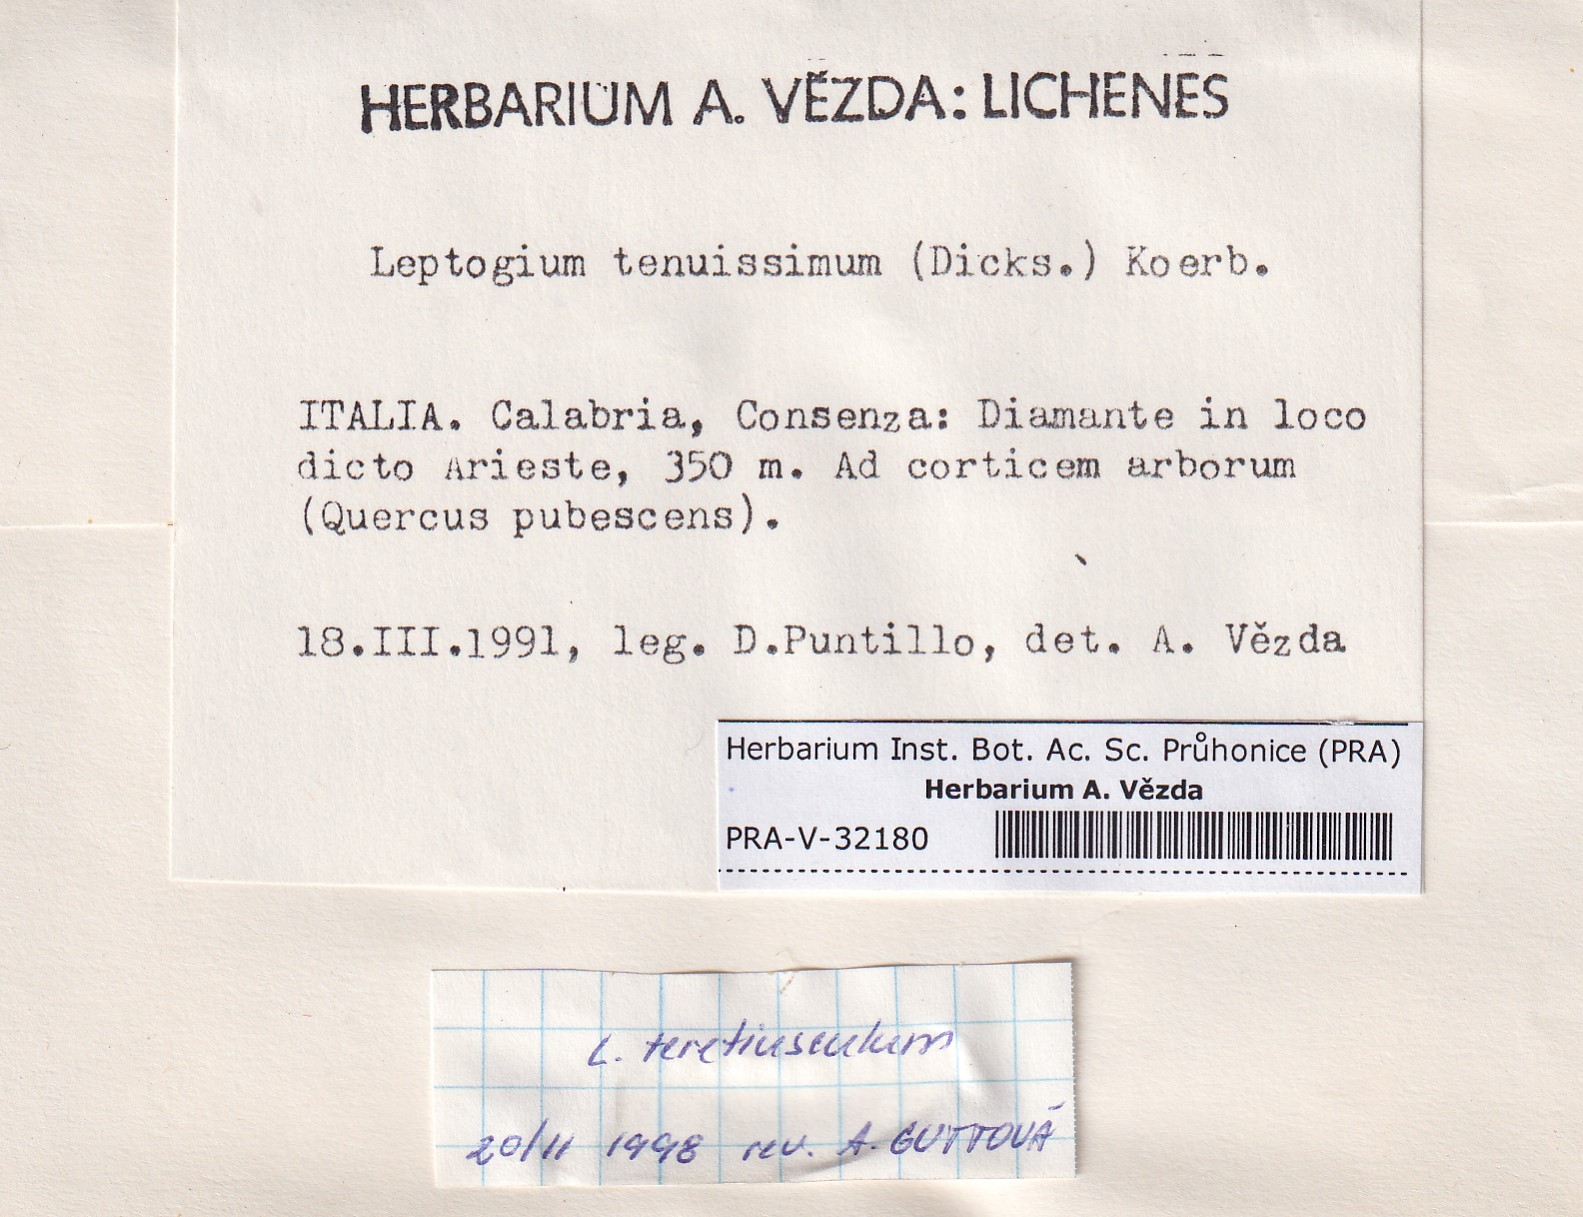 HERBARIUM A. VĚZDA: LICHENES
Leptogium tenuissimum (Dicks.) Koerb.
ITALIA. Calabria, Consenza: Diamante in loco
dicto Arieste, 350 m. Ad corticem arborum
(Quercus pubescens).
18.III.1991, leg. D.Puntillo, det. A. Vězda
Herbarium Inst. Bot. Ac. Sc. Průhonice (PRA)
Herbarium A. Vězda
PRA-V-32180
L. teretiusculum
20/11 1998 rev. A. GUTTOVÁ